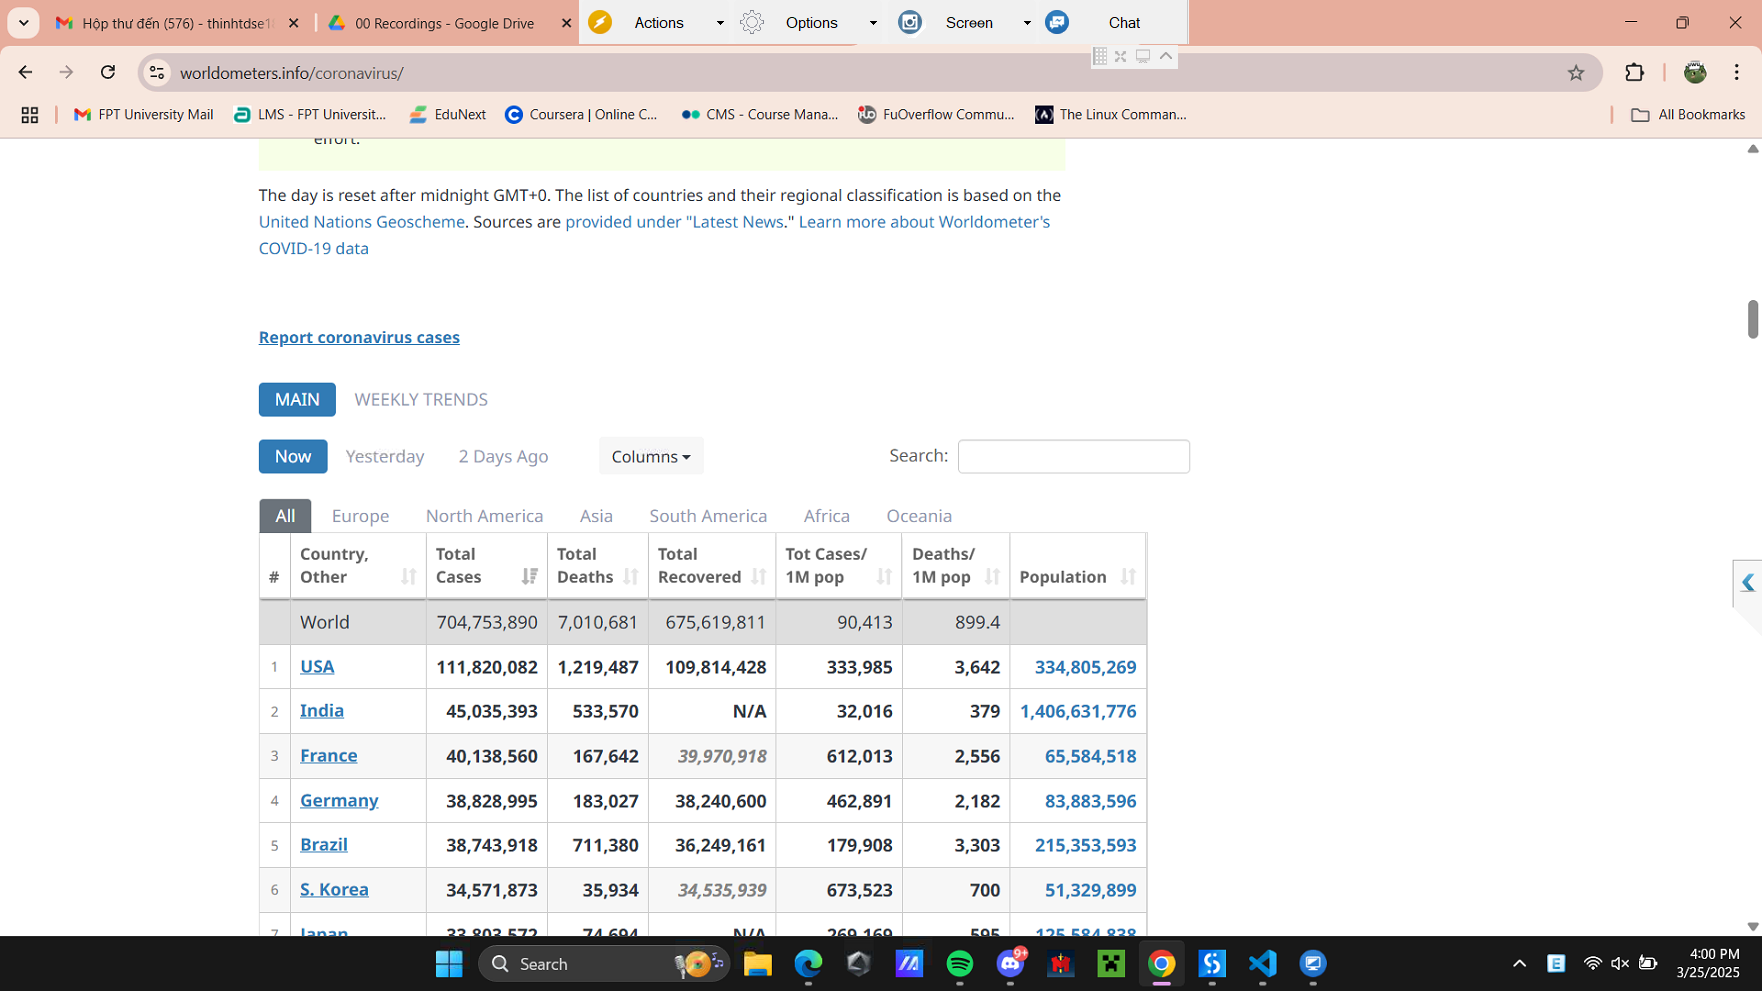 Hộp thư đến (576) - thinhtdse1
00 Recordings - Google Drive
Actions
Options
Screen
Chat
worldometers.info/coronavirus/
FPT University Mail
LMS - FPT Universit...
EduNext
Coursera | Online C...
CMS - Course Mana...
FuOverflow Commu...
The Linux Comman...
All Bookmarks
effort.
The day is reset after midnight GMT+0. The list of countries and their regional classification is based on the
United Nations Geoscheme. Sources are provided under "Latest News." Learn more about Worldometer's
COVID-19 data
Report coronavirus cases
MAIN WEEKLY TRENDS
Now Yesterday 2 Days Ago Columns Search:
All Europe North America Asia South America Africa Oceania
# Country, Other Total Cases Total Deaths Total Recovered Tot Cases/ 1M pop Deaths/ 1M pop Population
World 704,753,890 7,010,681 675,619,811 90,413 899.4
1 USA 111,820,082 1,219,487 109,814,428 333,985 3,642 334,805,269
2 India 45,035,393 533,570 N/A 32,016 379 1,406,631,776
3 France 40,138,560 167,642 39,970,918 612,013 2,556 65,584,518
4 Germany 38,828,995 183,027 38,240,600 462,891 2,182 83,883,596
5 Brazil 38,743,918 711,380 36,249,161 179,908 3,303 215,353,593
6 S. Korea 34,571,873 35,934 34,535,939 673,523 700 51,329,899
7 Japan 33,803,572 74,694 N/A 269,169 595 125,584,838
Search
9+
4:00 PM
3/25/2025